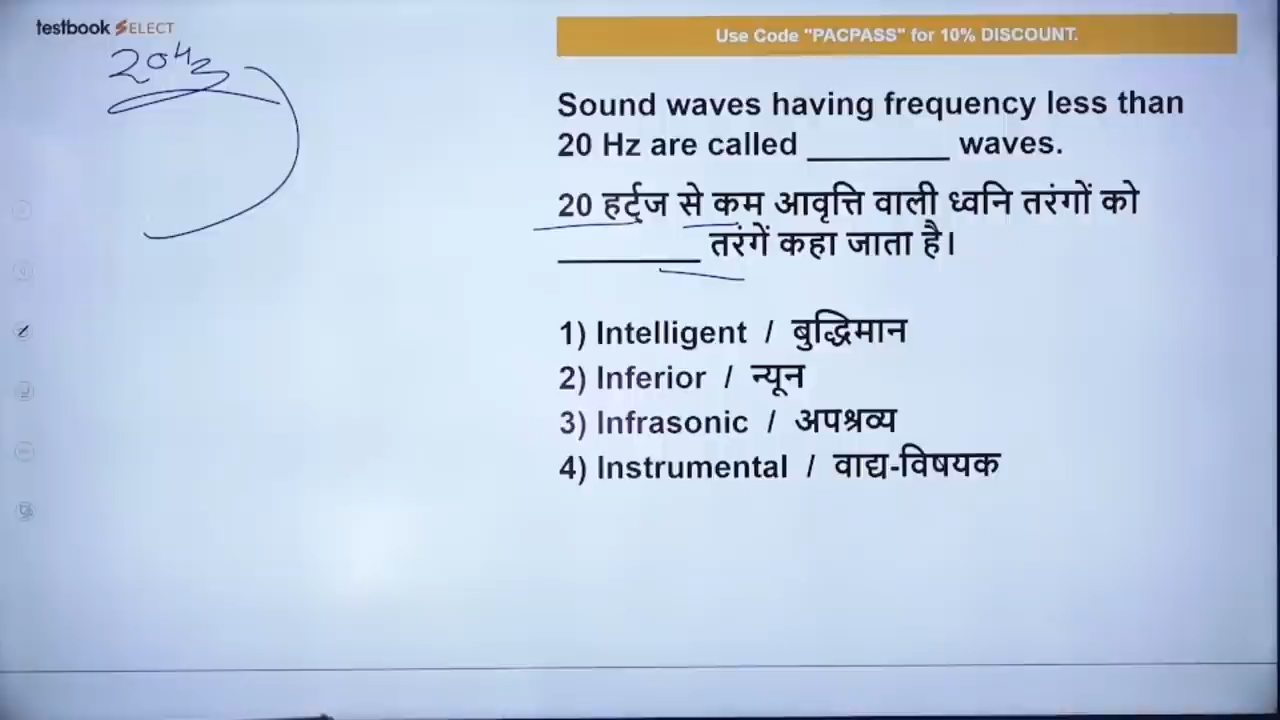 testbook SELECT
Use Code "PACPASS" for 10% DISCOUNT.
Sound waves having frequency less than
20 Hz are called ________ waves.
20 हर्ट्ज से कम आवृत्ति वाली ध्वनि तरंगों को
________ तरंगें कहा जाता है।
1) Intelligent / बुद्धिमान
2) Inferior / न्यून
3) Infrasonic / अपश्रव्य
4) Instrumental / वाद्य-विषयक